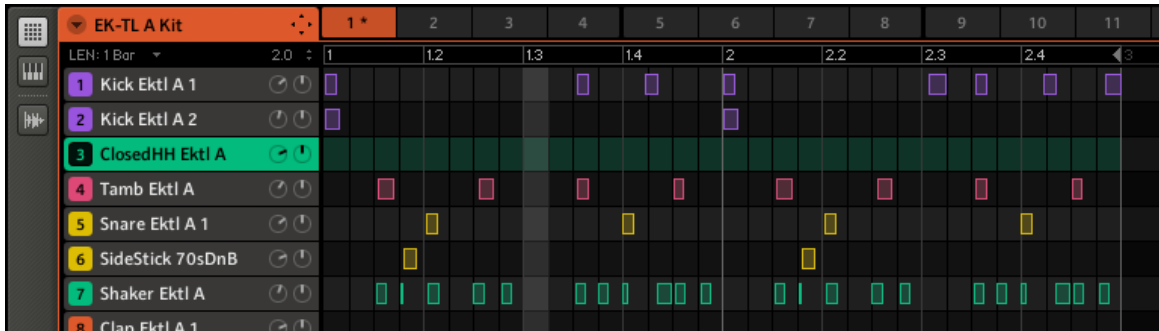 EK-TL A Kit
1* 2 3 4 5 6 7 8 9 10 11
LEN: 1 Bar 2.0 1 1.2 1.3 1.4 2 2.2 2.3 2.4 3
1 Kick Ektl A 1
2 Kick Ektl A 2
3 ClosedHH Ektl A
4 Tamb Ektl A
5 Snare Ektl A 1
6 SideStick 70sDnB
7 Shaker Ektl A
8 Clap Ektl A 1